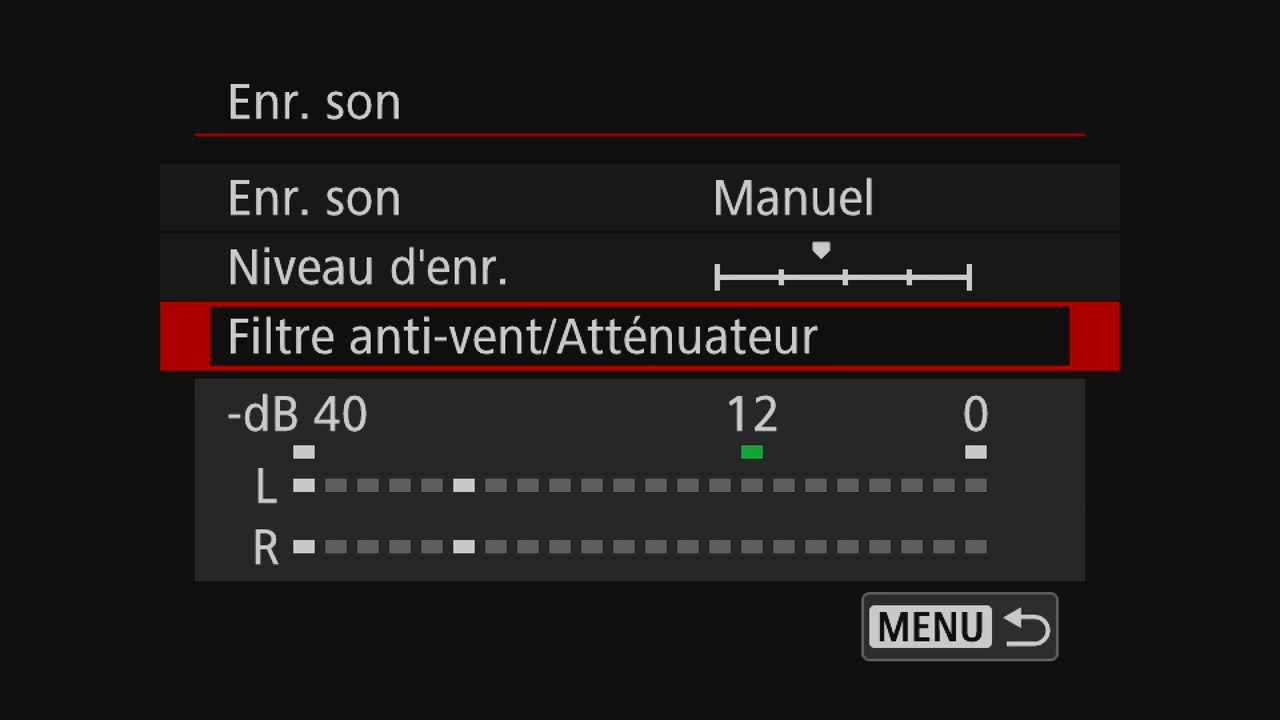 Enr. son
Enr. son Manuel
Niveau d'enr.
Filtre anti-vent/Atténuateur
-dB 40 12 0
L
R
MENU